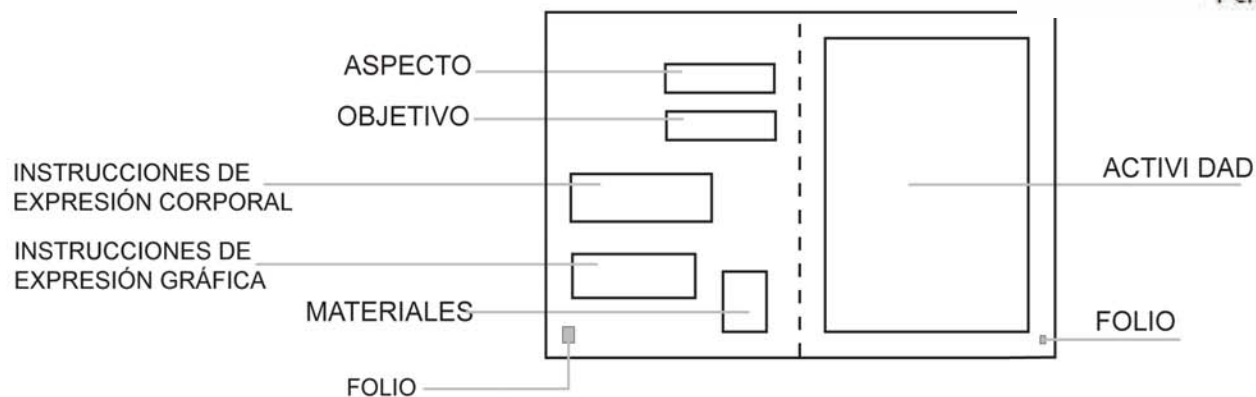 ASPECTO
OBJETIVO
INSTRUCCIONES DE
EXPRESIÓN CORPORAL
INSTRUCCIONES DE
EXPRESIÓN GRÁFICA
MATERIALES
FOLIO
ACTIVI DAD
FOLIO